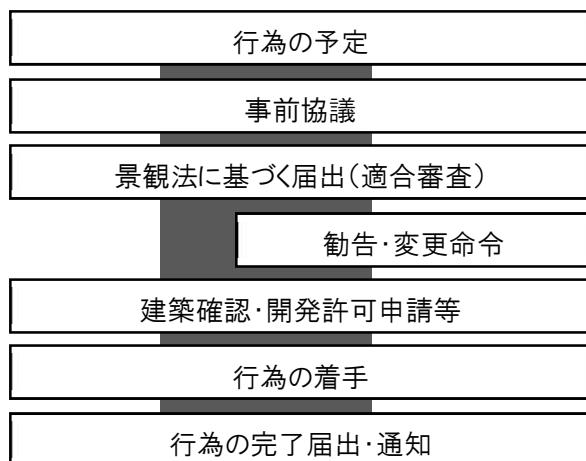 行為の予定
事前協議
景観法に基づく届出(適合審査)
勧告・変更命令
建築確認・開発許可申請等
行為の着手
行為の完了届出・通知